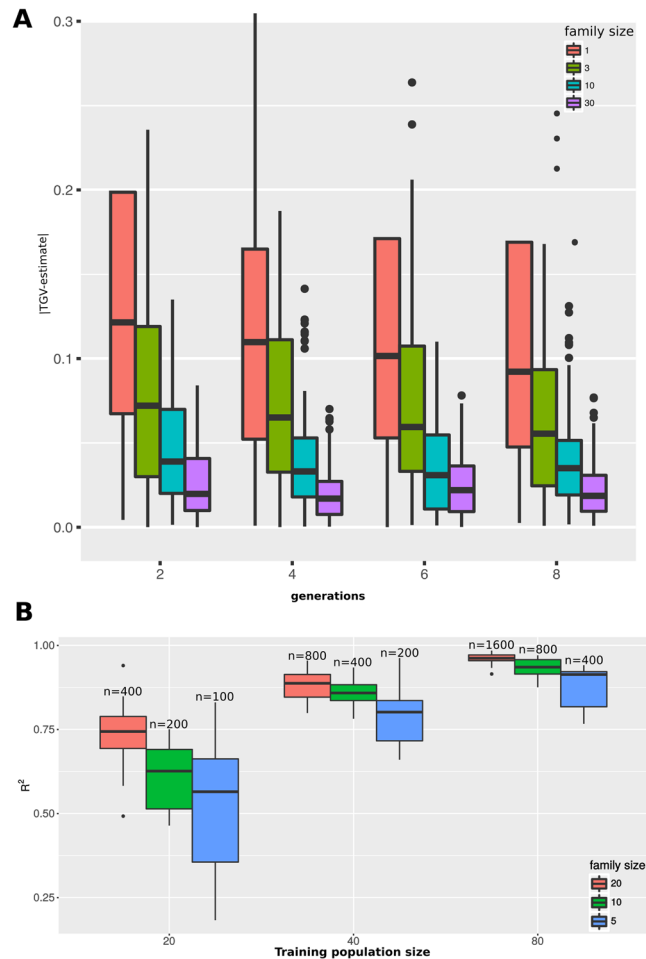 A
0.3
0.2
0.1
0.0
|TGV-estimate|
family size
1
3
10
30
2
4
6
8
generations
B
1.00
0.75
0.50
0.25
R²
n=400
n=200
n=100
n=800
n=400
n=200
n=1600
n=800
n=400
family size
20
10
5
20
40
80
Training population size